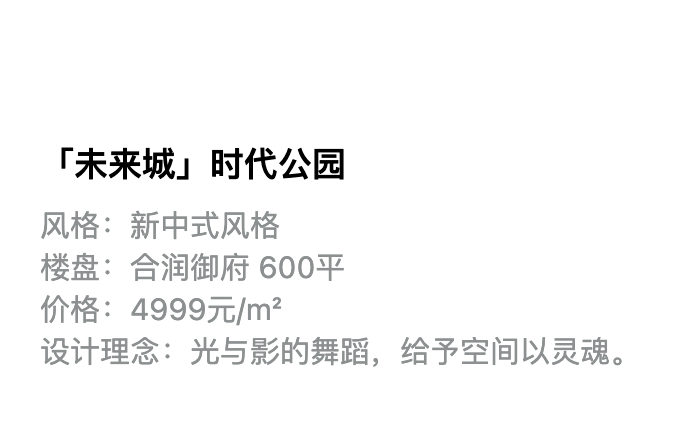 「未来城」时代公园
风格：新中式风格
楼盘：合润御府 600平
价格：4999元/m²
设计理念：光与影的舞蹈，给予空间以灵魂。